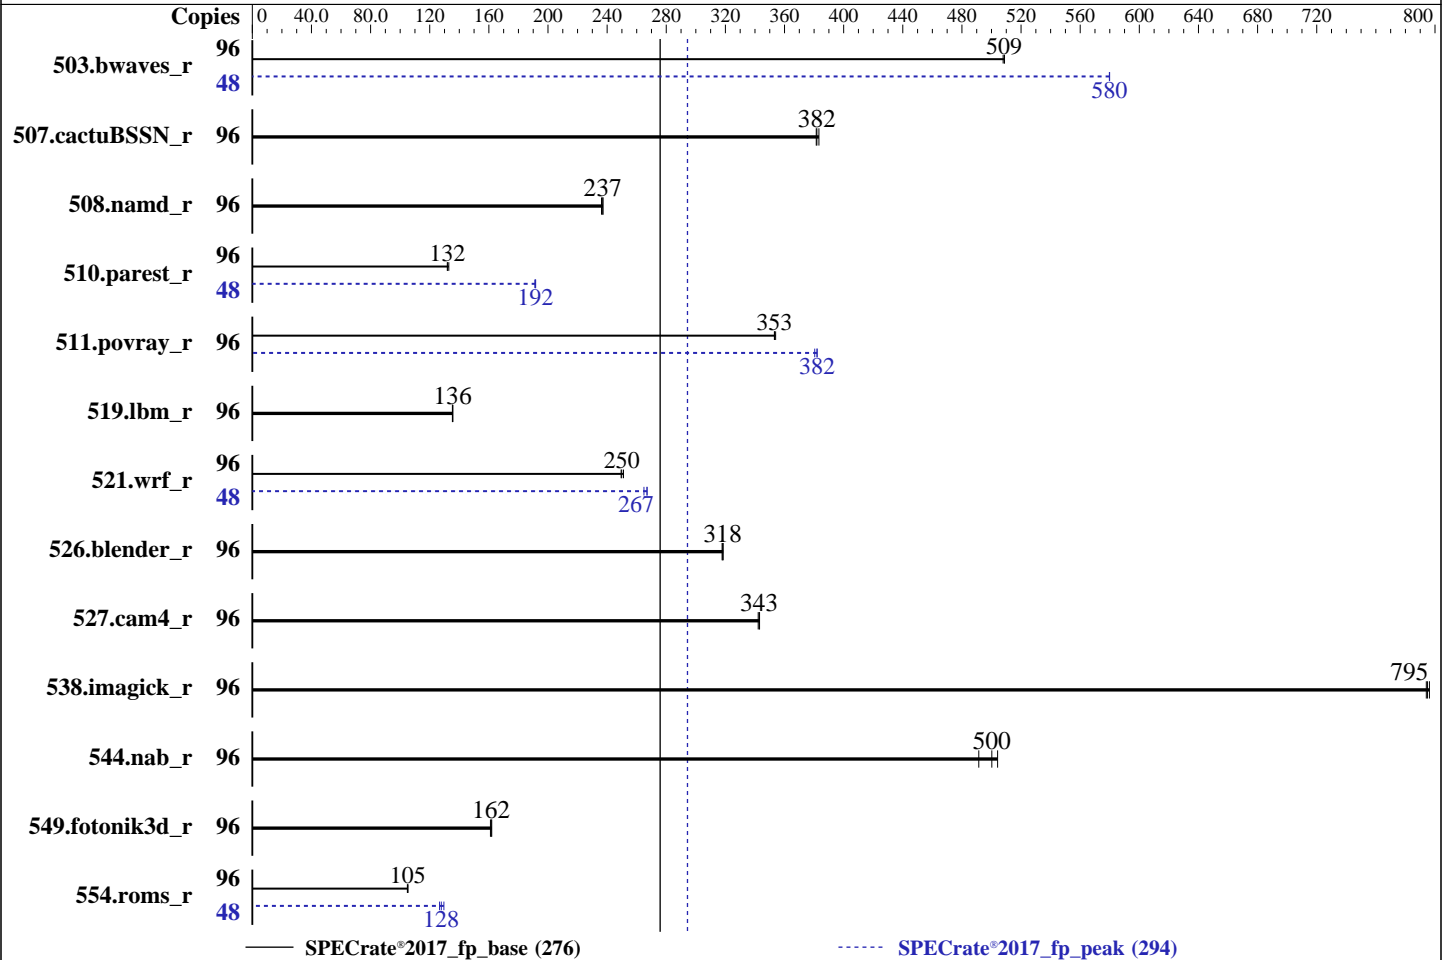 Copies 0 40.0 80.0 120 160 200 240 280 320 360 400 440 480 520 560 600 640 680 720 800
503.bwaves_r 96 509
48 580
507.cactuBSSN_r 96 382
508.namd_r 96 237
510.parest_r 96 132
48 192
511.povray_r 96 353
382
519.lbm_r 96 136
521.wrf_r 96 250
48 267
526.blender_r 96 318
527.cam4_r 96 343
538.imagick_r 96 795
544.nab_r 96 500
549.fotonik3d_r 96 162
554.roms_r 96 105
48 128
SPECrate®2017_fp_base (276) SPECrate®2017_fp_peak (294)